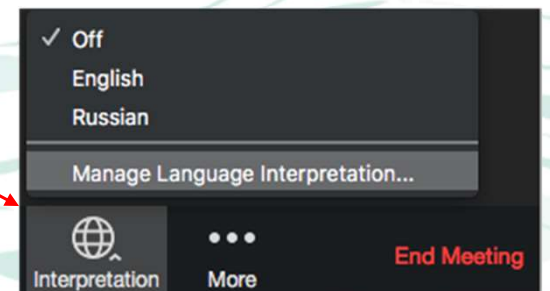 ✓ Off
English
Russian
Manage Language Interpretation...
Interpretation
More
End Meeting